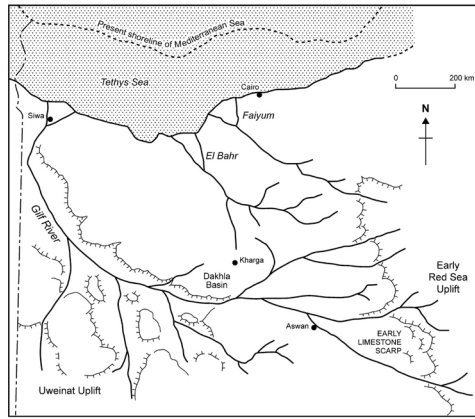 Present shoreline of Mediterranean Sea
Tethys Sea
Cairo
0
200 km
Siwa
Faiyum
N
El Bahr
Gilf River
Kharga
Dakhla
Basin
Early
Red Sea
Uplift
Aswan
EARLY
LIMESTONE
SCARP
Uweinat Uplift